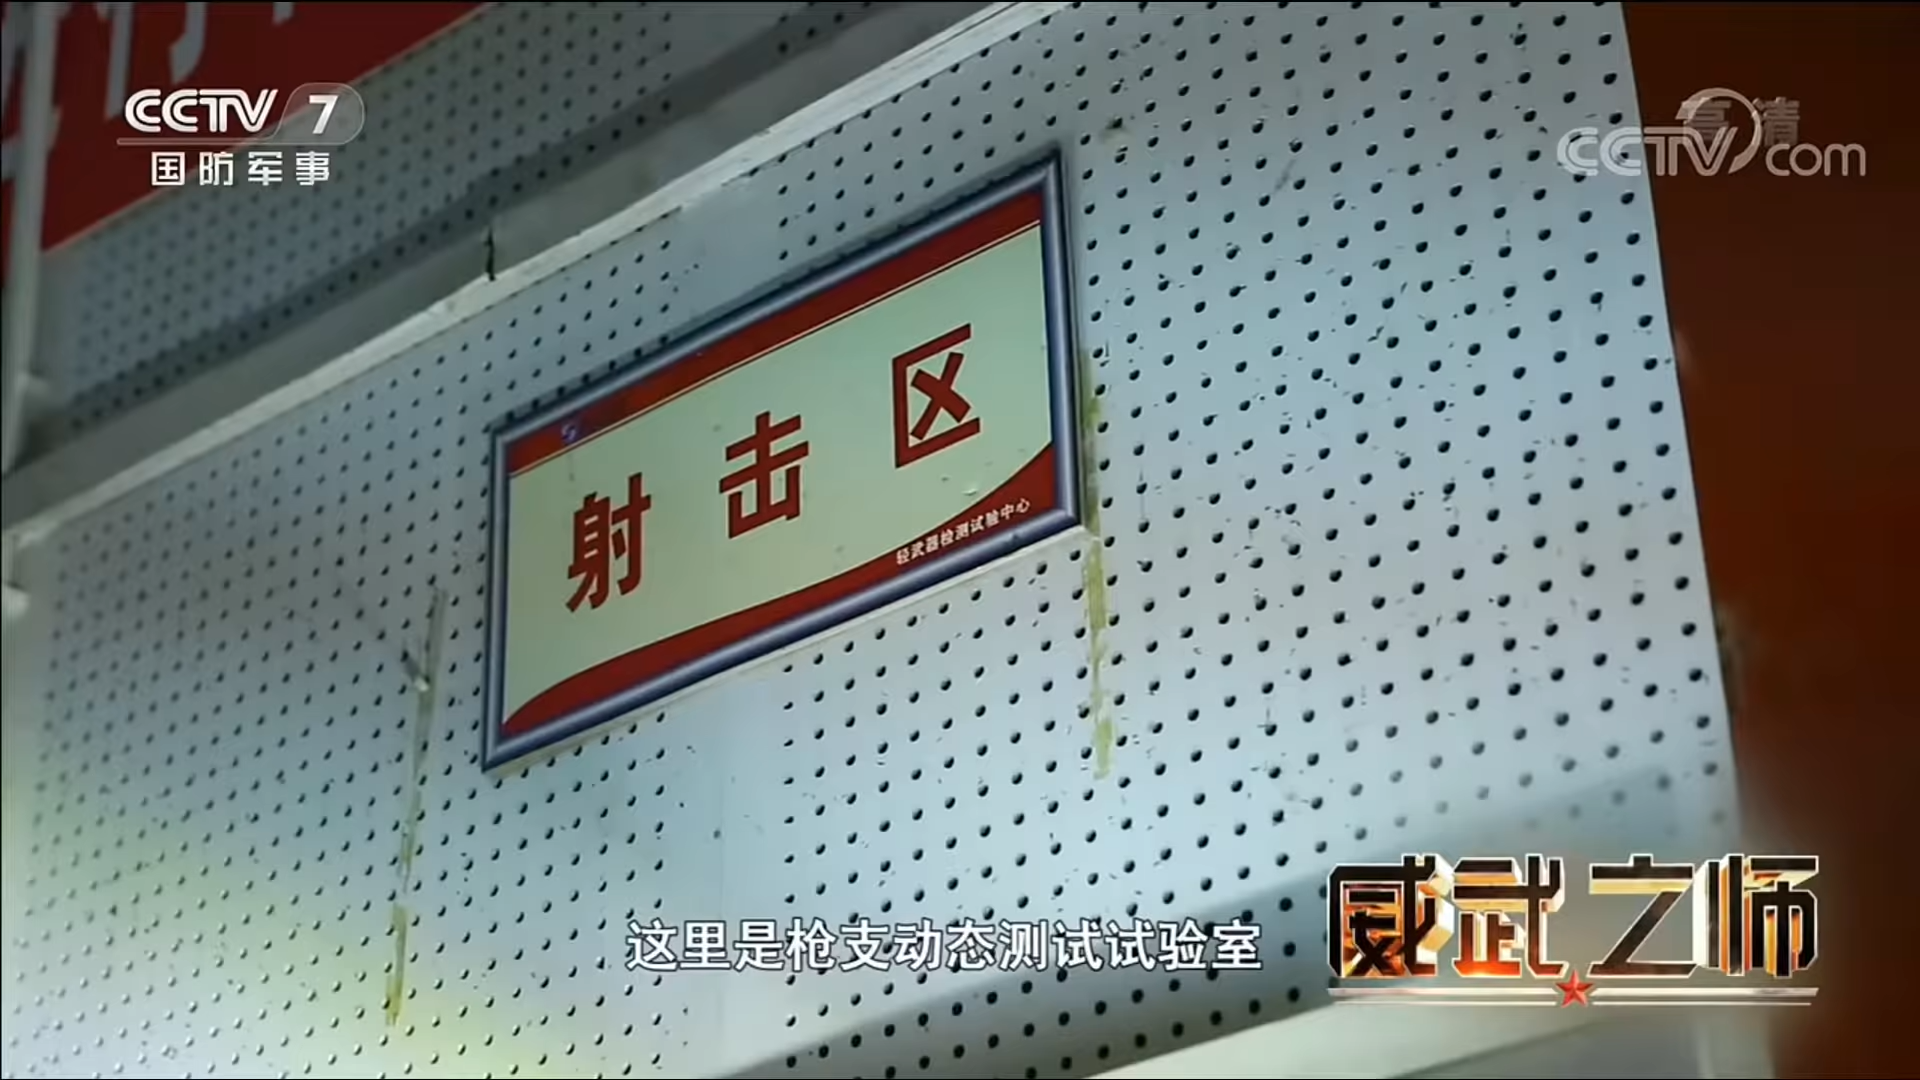 CCTV 7
国防军事
高清
CCTV.com
射击区
轻武器检测试验中心
这里是枪支动态测试试验室
威武之师